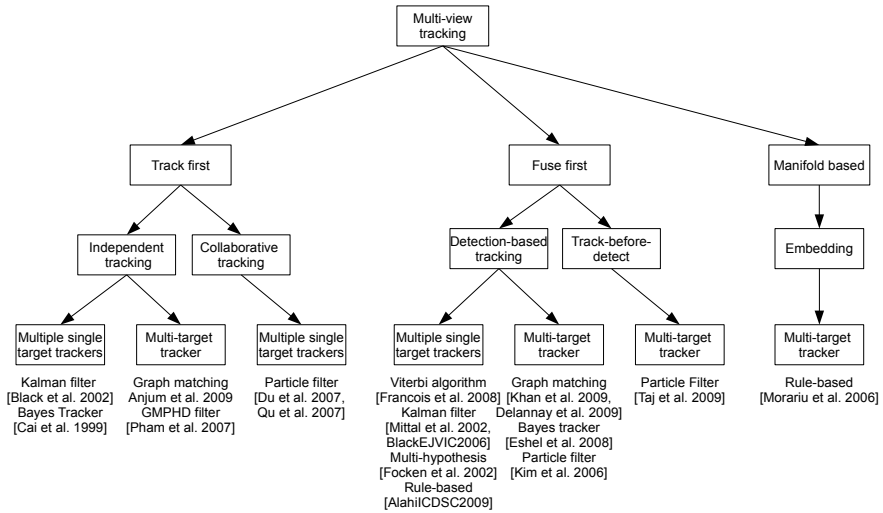 Multi-view
tracking
Track first
Fuse first
Manifold based
Independent
tracking
Collaborative
tracking
Detection-based
tracking
Track-before-
detect
Embedding
Multiple single
target trackers
Multi-target
tracker
Multiple single
target trackers
Multiple single
target trackers
Multi-target
tracker
Multi-target
tracker
Multi-target
tracker
Kalman filter
[Black et al. 2002]
Bayes Tracker
[Cai et al. 1999]
Graph matching
Anjum et al. 2009
GMPHD filter
[Pham et al. 2007]
Particle filter
[Du et al. 2007,
Qu et al. 2007]
Viterbi algorithm
[Francois et al. 2008]
Kalman filter
[Mittal et al. 2002,
BlackEJVIC2006]
Multi-hypothesis
[Focken et al. 2002]
Rule-based
[AlahiICDSC2009]
Graph matching
[Khan et al. 2009,
Delannay et al. 2009]
Bayes tracker
[Eshel et al. 2008]
Particle filter
[Kim et al. 2006]
Particle Filter
[Taj et al. 2009]
Rule-based
[Morariu et al. 2006]